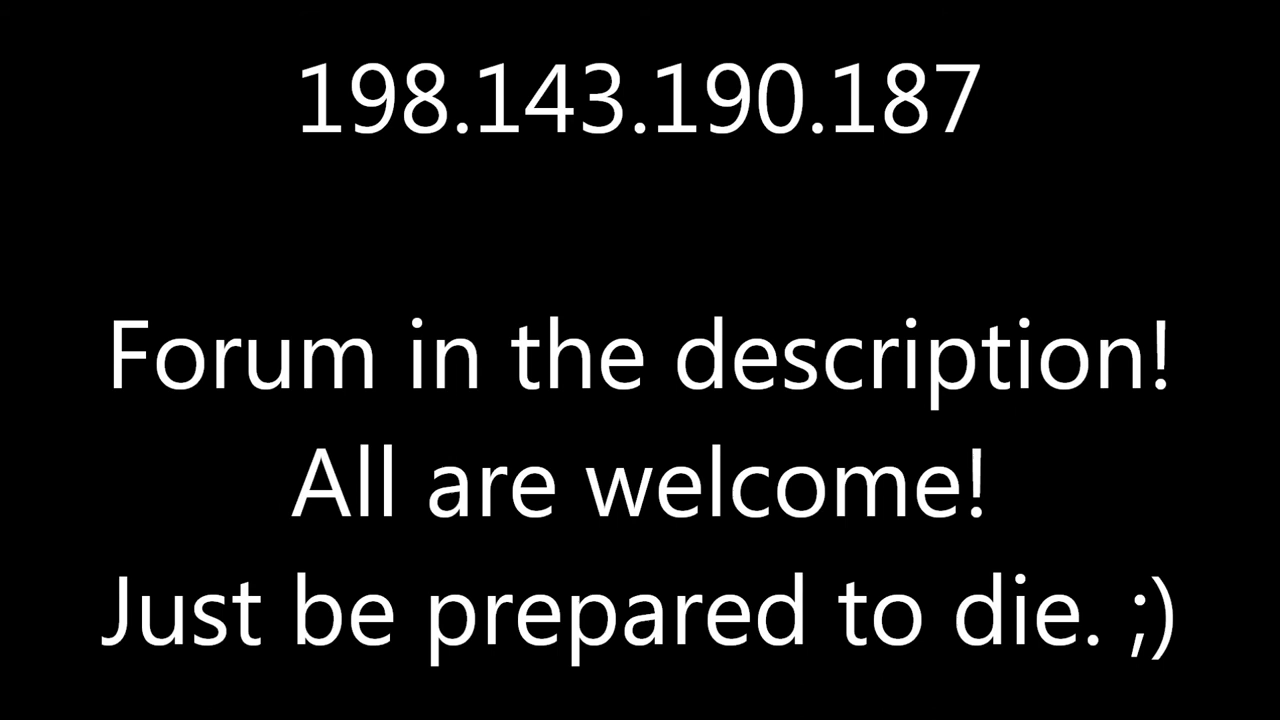 198.143.190.187
Forum in the description!
All are welcome!
Just be prepared to die. ;)